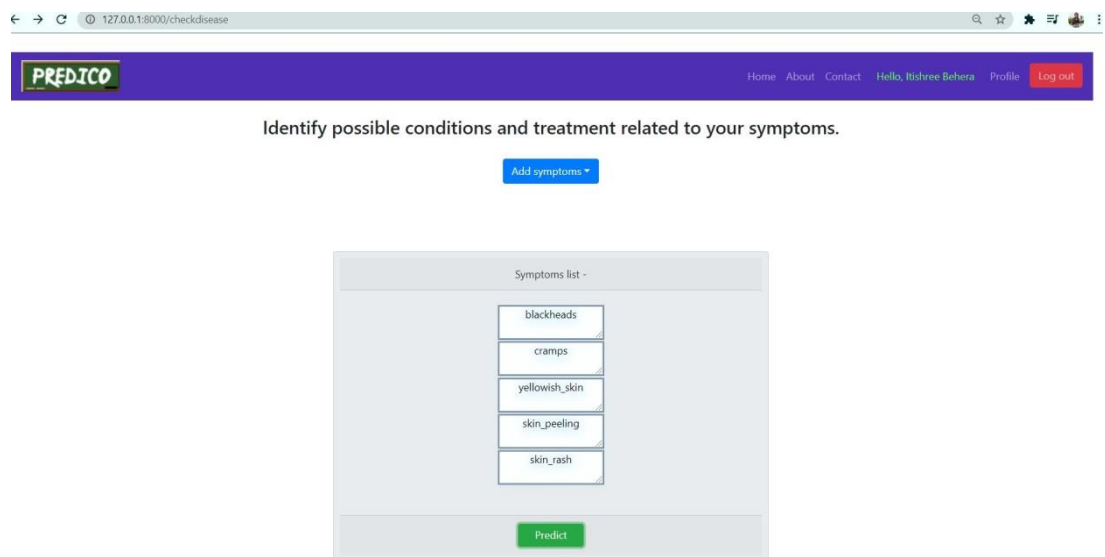 127.0.0.1:8000/checkdisease
PREDICO
Home About Contact Hello, Itishree Behera Profile Log out
Identify possible conditions and treatment related to your symptoms.
Add symptoms
Symptoms list -
blackheads
cramps
yellowish_skin
skin_peeling
skin_rash
Predict